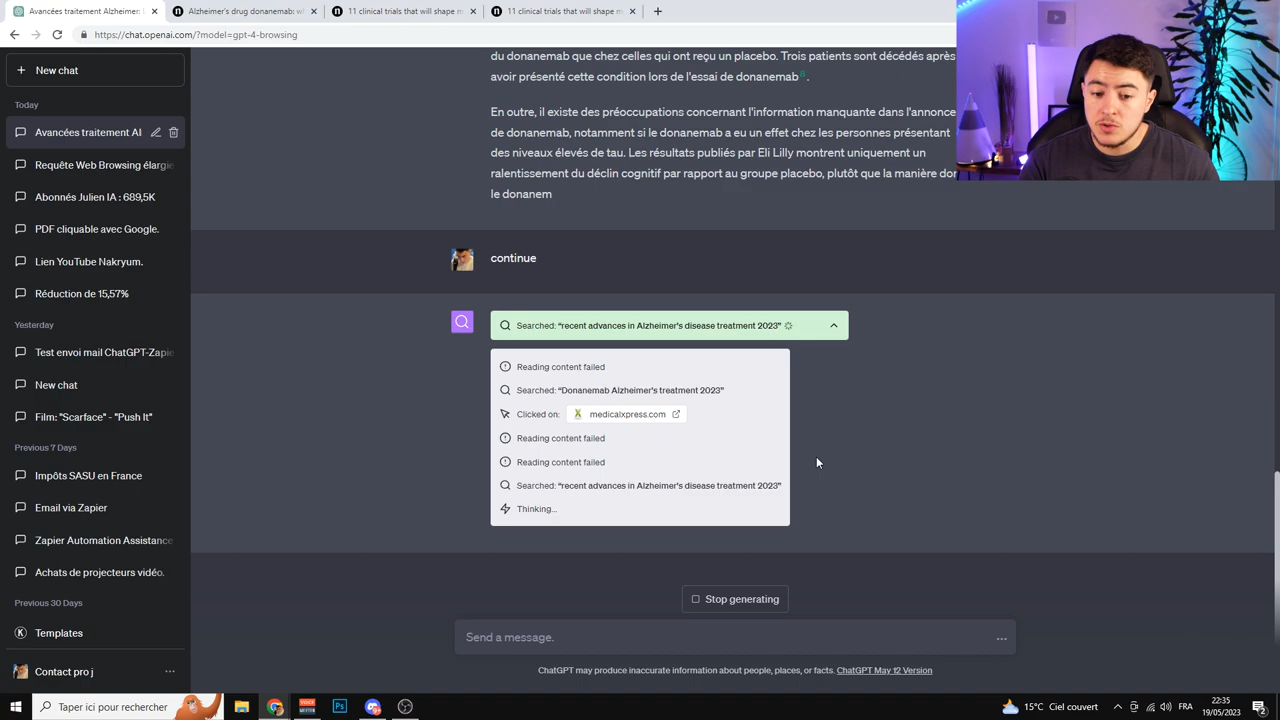 Avancées traitement Alzheimer
Alzheimer's drug donanemab: w
11 clinical trials that will shape m
11 clinical trials that will shape m
chat.openai.com/?model=gpt-4-browsing
New chat
Today
Avancées traitement Al
Requête Web Browsing élargie
Abonnés Julien IA : 689,5K
PDF cliquable avec Google.
Lien YouTube Nakryum.
Réduction de 15,57%
Yesterday
Test envoi mail ChatGPT-Zapie
New chat
Film: "Scarface" - "Push It"
Previous 7 Days
Impôts SASU en France
Email via Zapier
Zapier Automation Assistance
Achats de projecteurs vidéo.
Previous 30 Days
Templates
Contact pro j
du donanemab que chez celles qui ont reçu un placebo. Trois patients sont décédés après
avoir présenté cette condition lors de l'essai de donanemab 8.
En outre, il existe des préoccupations concernant l'information manquante dans l'annonce
de donanemab, notamment si le donanemab a eu un effet chez les personnes présentant
des niveaux élevés de tau. Les résultats publiés par Eli Lilly montrent uniquement un
ralentissement du déclin cognitif par rapport au groupe placebo, plutôt que la manière do
le donanem
continue
Searched: "recent advances in Alzheimer's disease treatment 2023"
Reading content failed
Searched: "Donanemab Alzheimer's treatment 2023"
Clicked on: medicalxpress.com
Reading content failed
Reading content failed
Searched: "recent advances in Alzheimer's disease treatment 2023"
Thinking...
Stop generating
Send a message.
ChatGPT may produce inaccurate information about people, places, or facts. ChatGPT May 12 Version
Taper ici pour rechercher
15°C Ciel couvert
FRA
22:35
19/05/2023